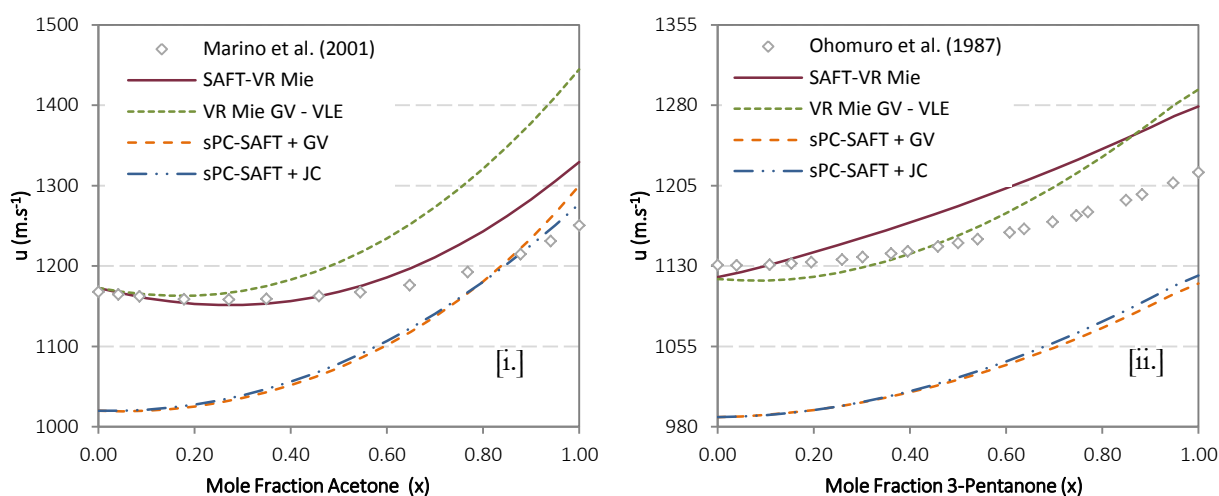 1500
1400
1300
1200
1100
1000
u (m.s⁻¹)
Marino et al. (2001)
SAFT-VR Mie
VR Mie GV - VLE
sPC-SAFT + GV
sPC-SAFT + JC
[i.]
0.00 0.20 0.40 0.60 0.80 1.00
Mole Fraction Acetone (x)
1355
1280
1205
1130
1055
980
u (m.s⁻¹)
Ohomuro et al. (1987)
SAFT-VR Mie
VR Mie GV - VLE
sPC-SAFT + GV
sPC-SAFT + JC
[ii.]
0.00 0.20 0.40 0.60 0.80 1.00
Mole Fraction 3-Pentanone (x)